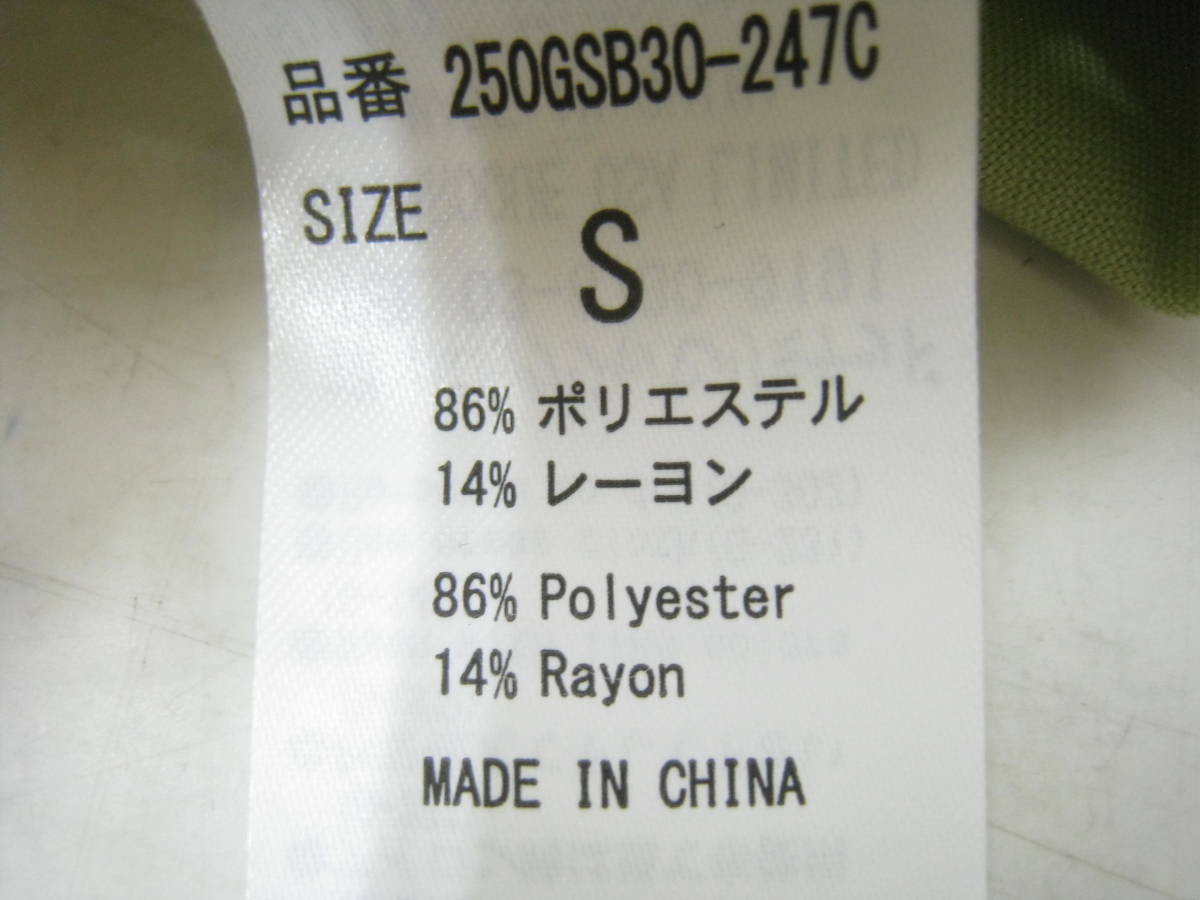 品番 250GSB30-247C
SIZE
S
86% ポリエステル
14% レーヨン
86% Polyester
14% Rayon
MADE IN CHINA